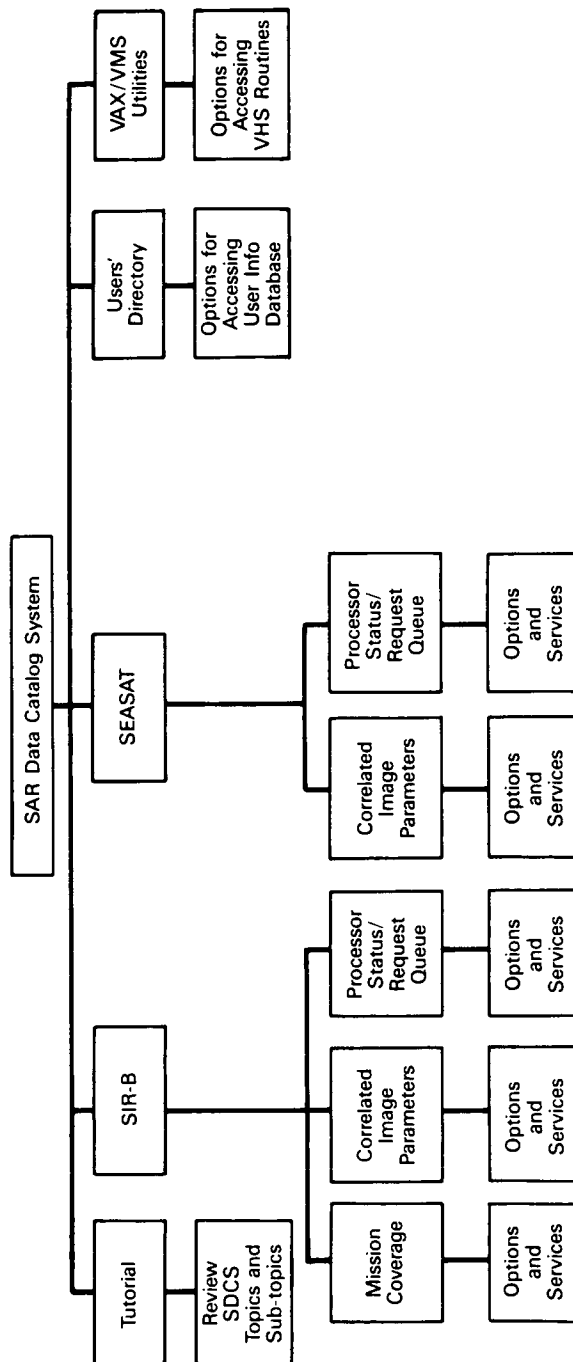 SAR Data Catalog System
Tutorial
SIR-B
SEASAT
Users'
Directory
VAX/VMS
Utilities
Review
SDCS
Topics and
Sub-topics
Options for
Accessing
User Info
Database
Options for
Accessing
VHS Routines
Mission
Coverage
Correlated
Image
Parameters
Processor
Status/
Request
Queue
Correlated
Image
Parameters
Processor
Status/
Request
Queue
Options
and
Services
Options
and
Services
Options
and
Services
Options
and
Services
Options
and
Services